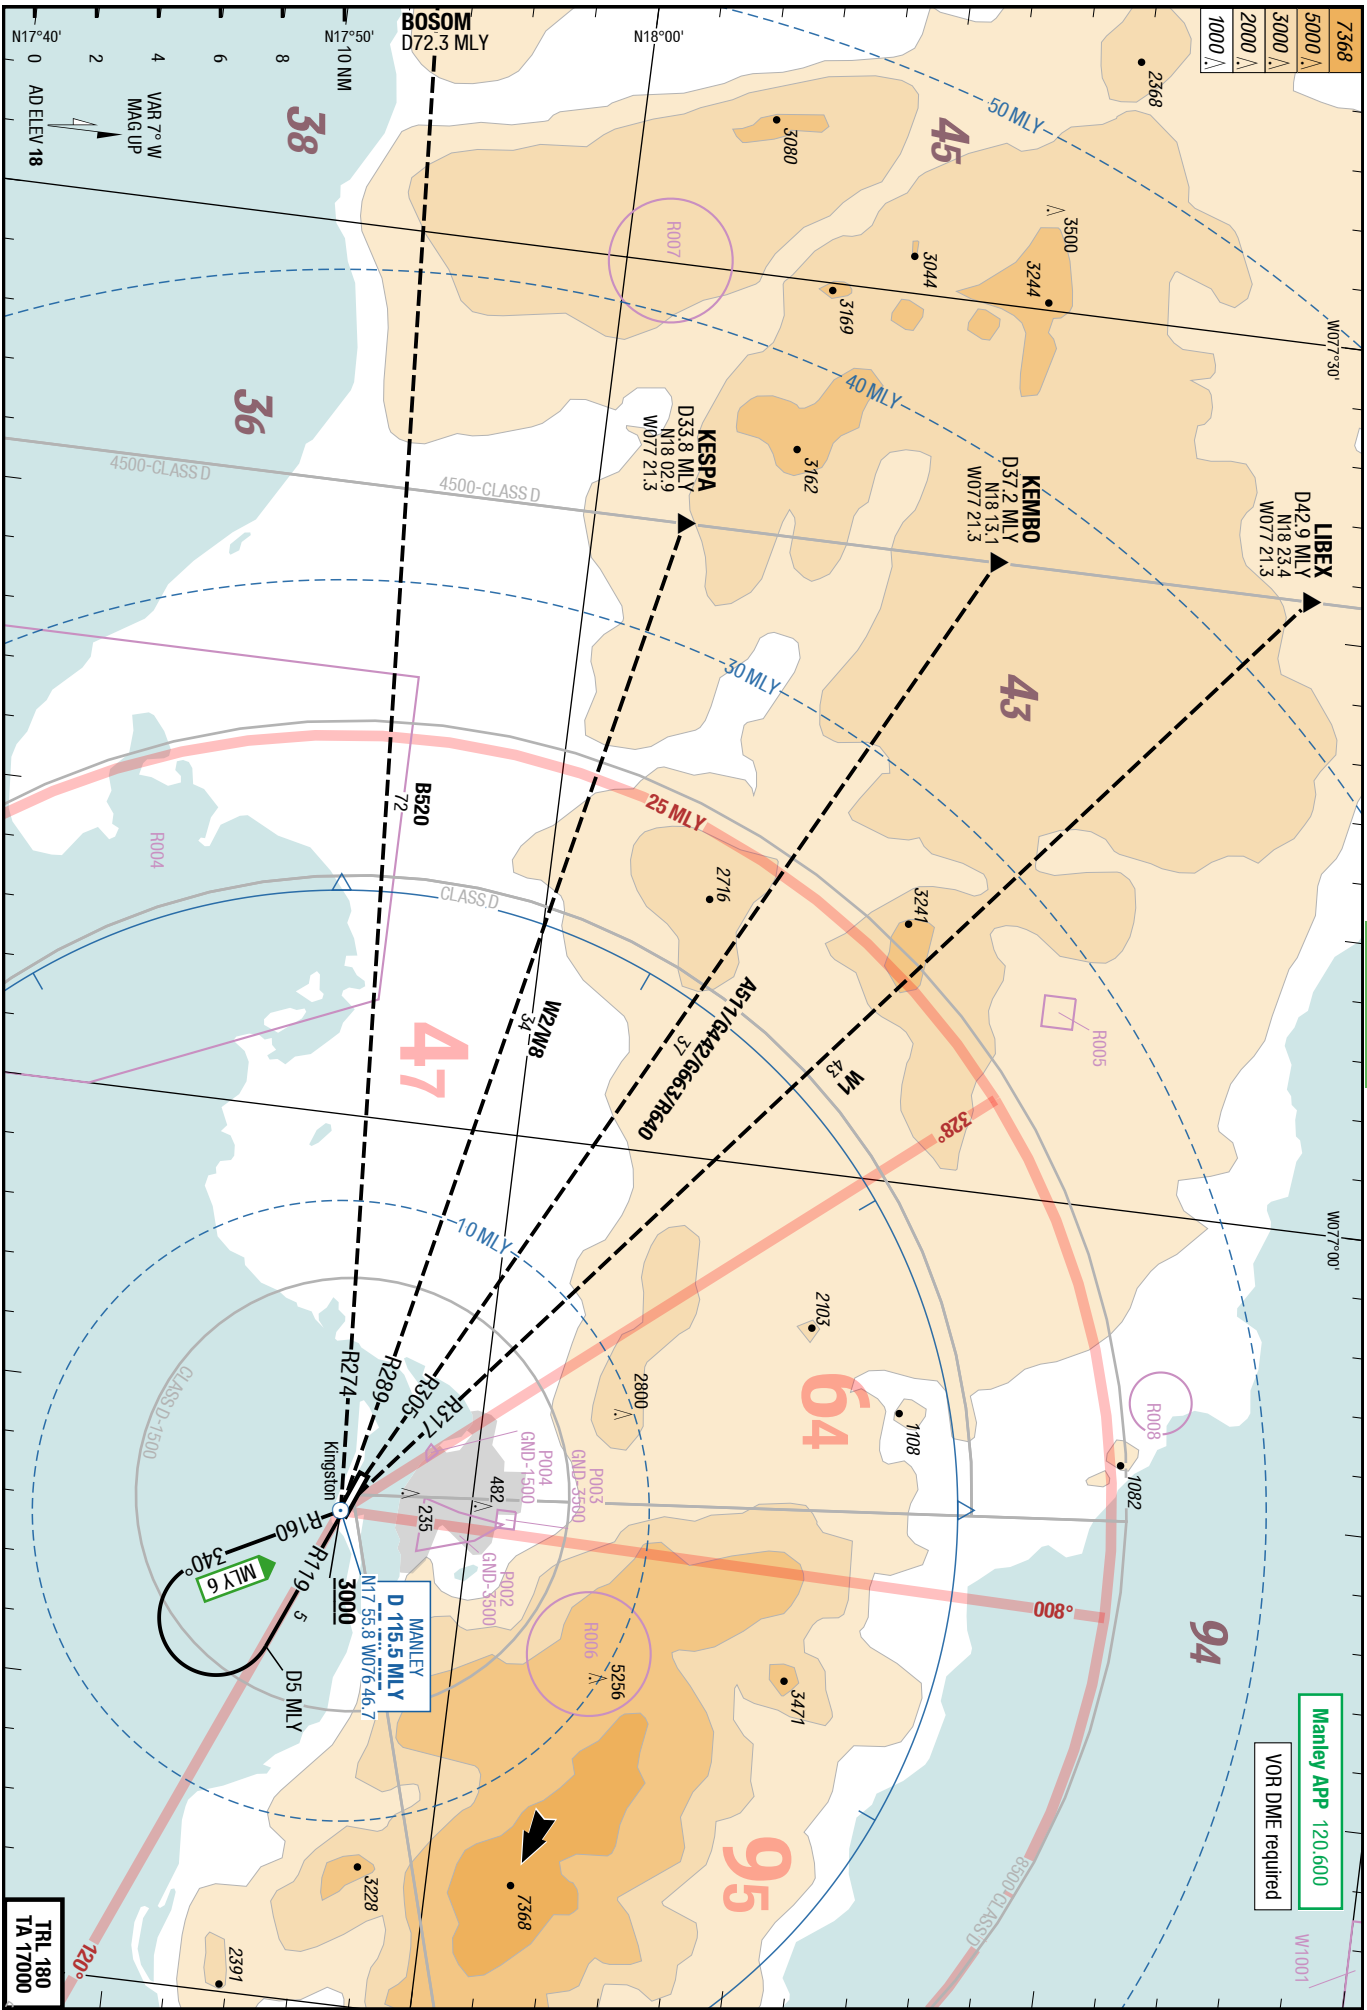 7368
5000
3000
2000
1000
N17°40'
N17°50'
N18°00'
0
2
4
6
8
10 NM
VAR 7° W
MAG UP
AD ELEV 18
BOSOM
D72.3 MLY
38
36
45
43
47
64
94
95
50 MLY
40 MLY
30 MLY
25 MLY
10 MLY
2368
3080
3500
3244
3044
3169
3162
R007
W077°30'
W077°00'
4500-CLASS D
4500-CLASS D
KESPA
D33.8 MLY
N18 02.9
W077 21.3
KEMBO
D37.2 MLY
N18 13.1
W077 21.3
LIBEX
D42.9 MLY
N18 23.4
W077 21.3
B520
72
R004
CLASS D
2716
3241
R005
W2/W8
34
A511/G442/G663/R640
37
W1
43
328°
008°
120°
2103
2800
1108
1082
R008
R274
R289
R305
R317
Kingston
CLASS D-1500
P004
GND-1500
P003
GND-3500
P002
GND-3500
482
235
R160
340°
MLY 6
R119
5
D5 MLY
3000
MANLEY
D 115.5 MLY
N17 55.8 W076 46.7
R006
5256
3471
7368
3228
2391
8500-CLASS D
Manley APP 120.600
VOR DME required
W1001
TRL 180
TA 17000